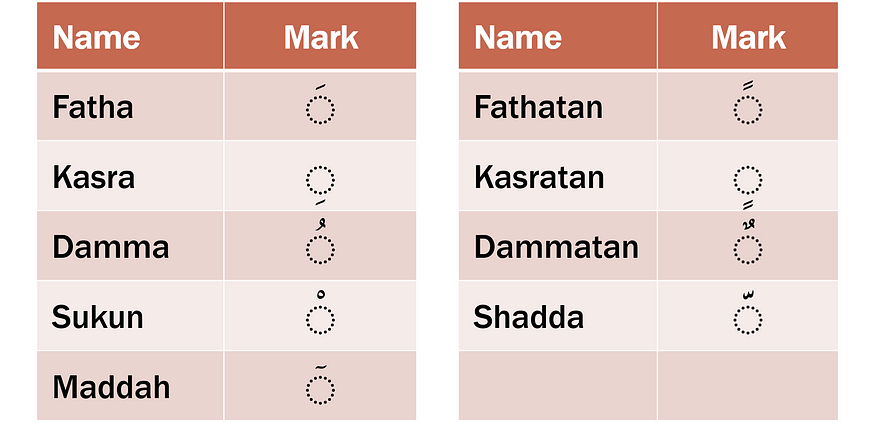 Name Mark
Fatha ◌َ
Kasra ◌ِ
Damma ◌ُ
Sukun ◌ْ
Maddah ◌ٓ
Name Mark
Fathatan ◌ً
Kasratan ◌ٍ
Dammatan ◌ٌ
Shadda ◌ّ